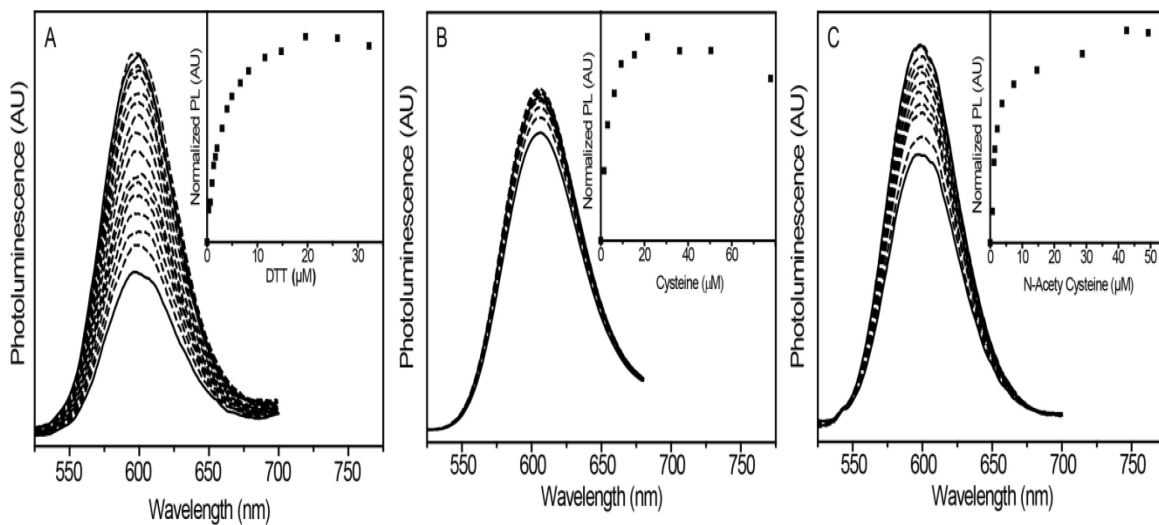 A
Photoluminescence (AU)
550 600 650 700 750
Wavelength (nm)
Normalized PL (AU)
0 10 20 30
DTT (µM)
B
Photoluminescence (AU)
550 600 650 700 750
Wavelength (nm)
Normalized PL (AU)
0 20 40 60
Cysteine (µM)
C
Photoluminescence (AU)
550 600 650 700 750
Wavelength (nm)
Normalized PL (AU)
0 10 20 30 40 50
N-Acety Cysteine (µM)